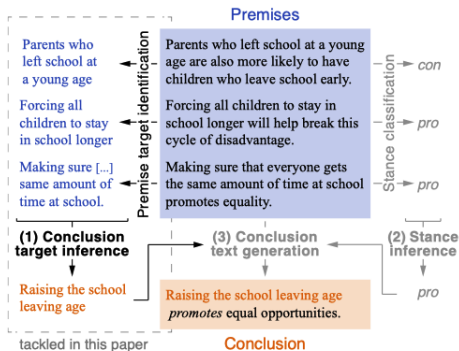 Premises
Parents who
left school at
a young age
Premise target identification
Parents who left school at a young
age are also more likely to have
children who leave school early.
Stance classification
con
Forcing all
children to stay
in school longer
Forcing all children to stay in
school longer will help break this
cycle of disadvantage.
pro
Making sure [...]
same amount of
time at school.
Making sure that everyone gets
the same amount of time at school
promotes equality.
pro
(1) Conclusion
target inference
(3) Conclusion
text generation
(2) Stance
inference
Raising the school
leaving age
Raising the school leaving age
promotes equal opportunities.
pro
tackled in this paper
Conclusion